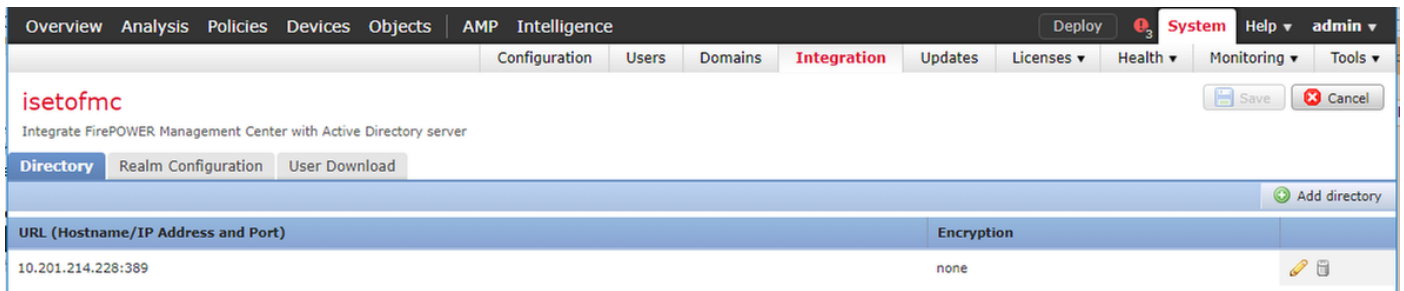 Overview Analysis Policies Devices Objects AMP Intelligence Deploy 3 System Help admin
Configuration Users Domains Integration Updates Licenses Health Monitoring Tools
isetofmc
Save Cancel
Integrate FirePOWER Management Center with Active Directory server
Directory Realm Configuration User Download
Add directory
URL (Hostname/IP Address and Port) Encryption
10.201.214.228:389 none